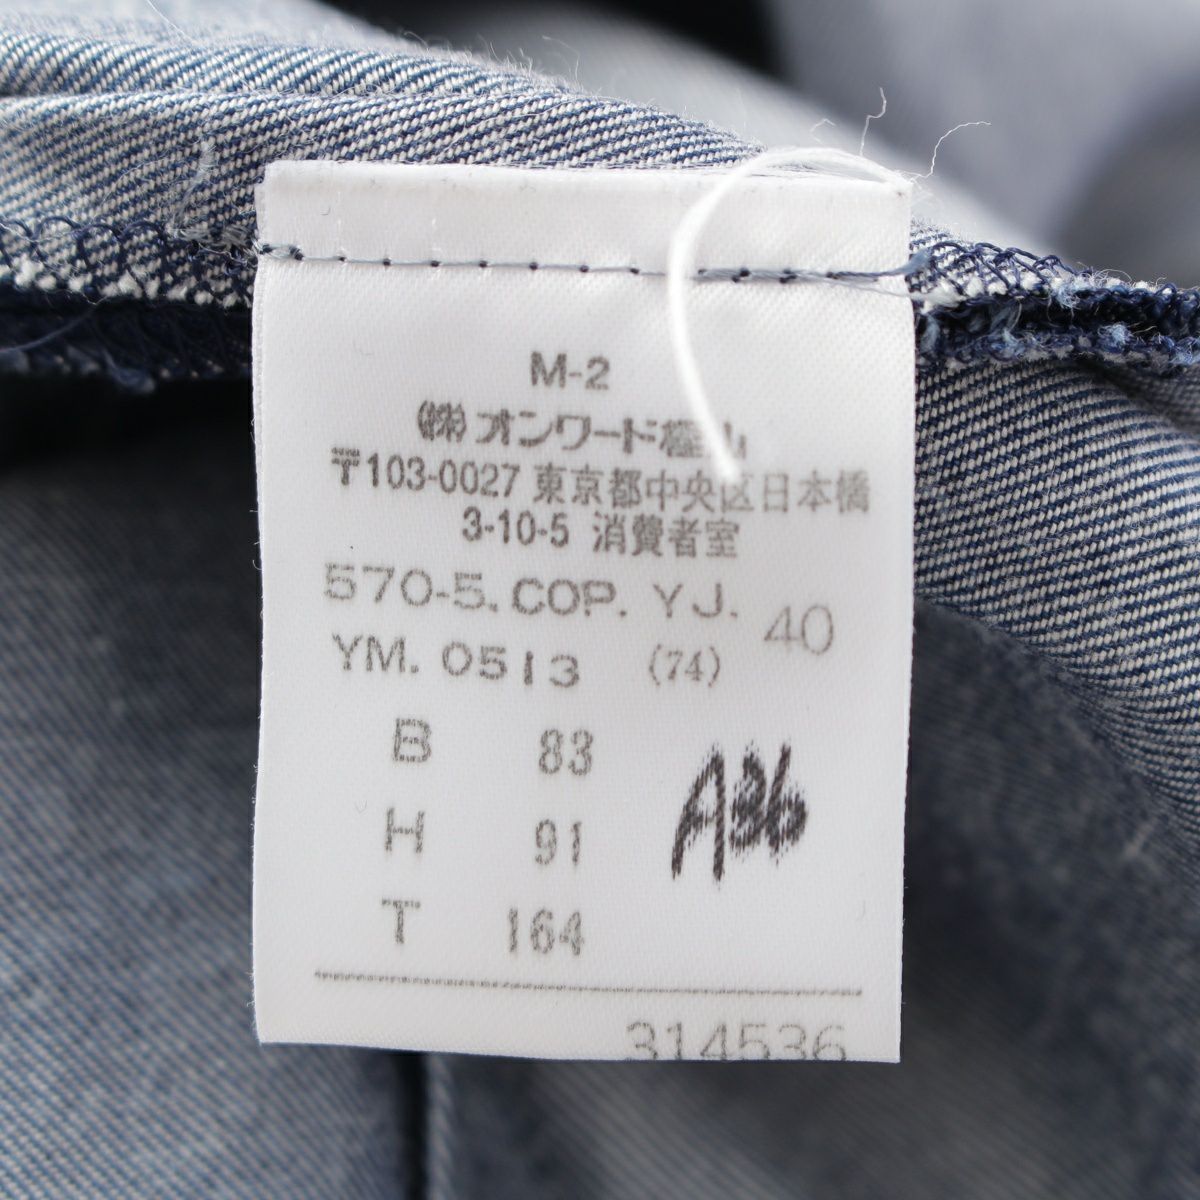 M-2
(株)オンワード樫山
〒103-0027 東京都中央区日本橋
3-10-5 消費者室
570-5. COP. YJ. 40
YM. 0513 (74)
B 83
H 91 A36
T 164
314536